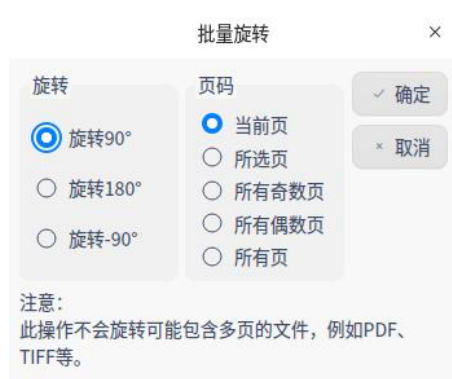 批量旋转
旋转
旋转90°
旋转180°
旋转-90°
页码
当前页
所选页
所有奇数页
所有偶数页
所有页
确定
取消
注意：
此操作不会旋转可能包含多页的文件，例如PDF、
TIFF等。